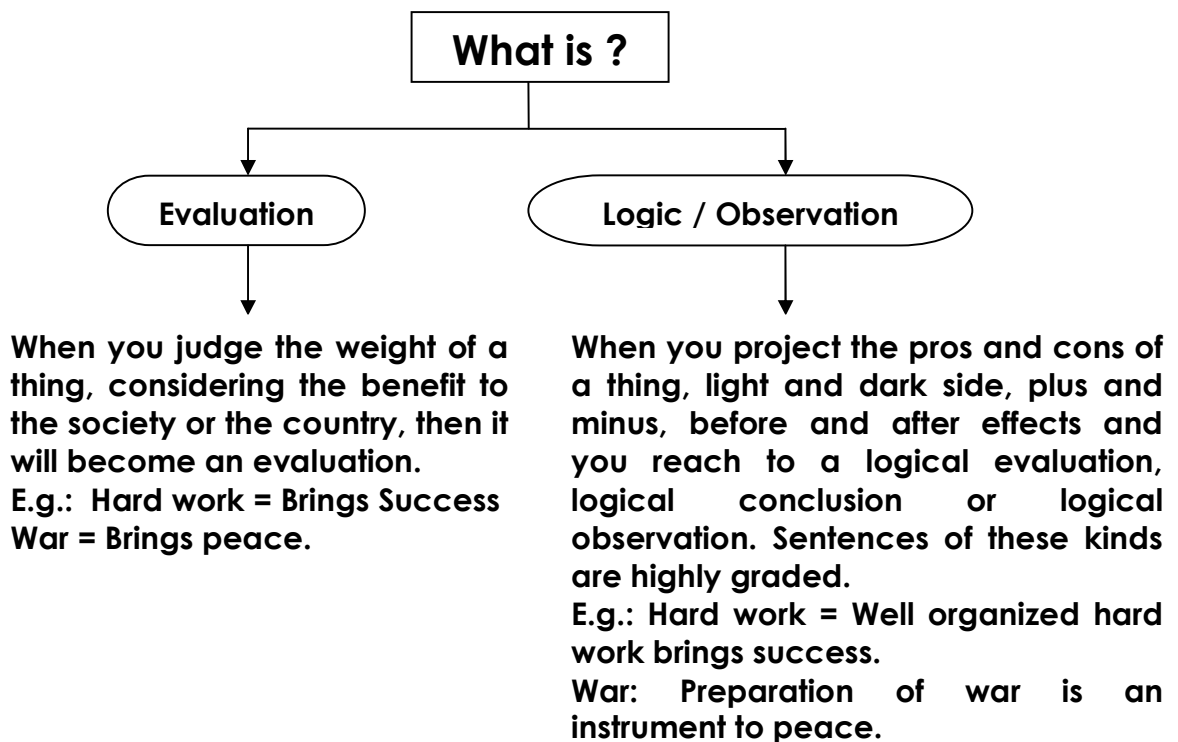 What is ?
Evaluation
Logic / Observation
When you judge the weight of a
thing, considering the benefit to
the society or the country, then it
will become an evaluation.
E.g.: Hard work = Brings Success
War = Brings peace.
When you project the pros and cons of
a thing, light and dark side, plus and
minus, before and after effects and
you reach to a logical evaluation,
logical conclusion or logical
observation. Sentences of these kinds
are highly graded.
E.g.: Hard work = Well organized hard
work brings success.
War: Preparation of war is an
instrument to peace.